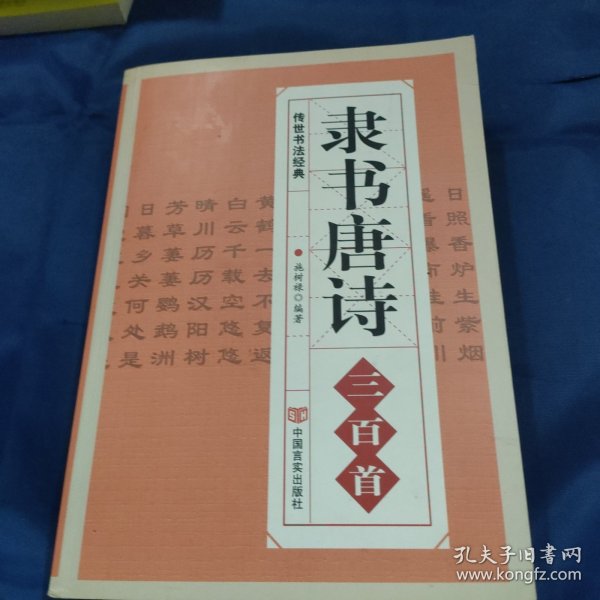 隶书唐诗
三百首
传世书法经典
施树禄◎编著
中国言实出版社
日照香炉生紫烟
黄鹤一去不复返
白云千载空悠悠
晴川历历汉阳树
芳草萋萋鹦鹉洲
日暮乡关何处是
孔夫子旧书网
www.kongfz.com